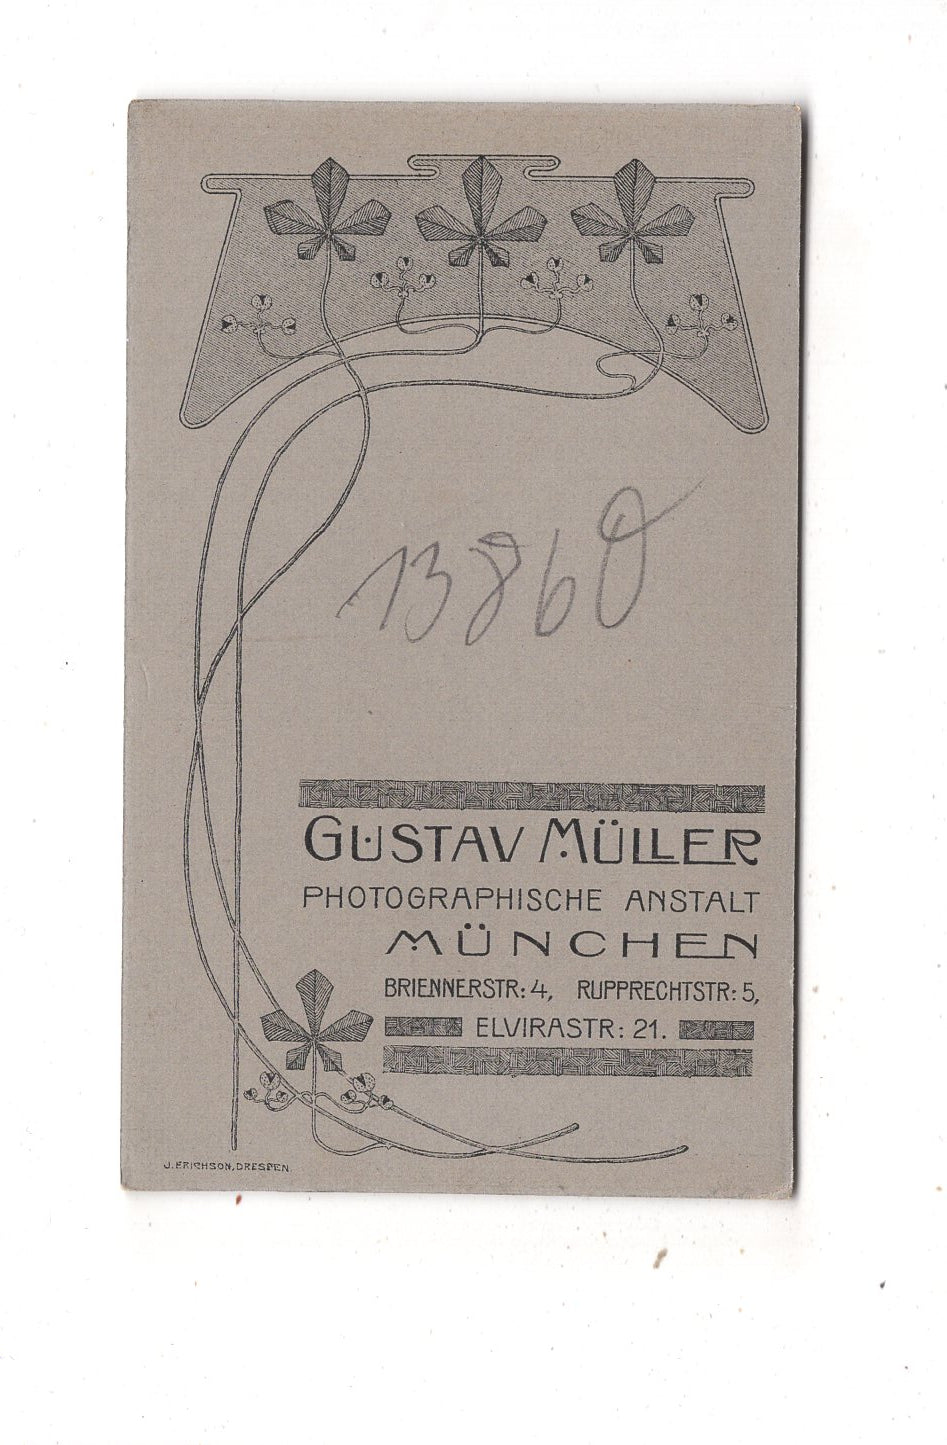 13860
GUSTAV MÜLLER
PHOTOGRAPHISCHE ANSTALT
MÜNCHEN
BRIENNERSTR: 4, RUPPRECHTSTR: 5,
ELVIRASTR: 21.
J. ERICHSON, DRESDEN.